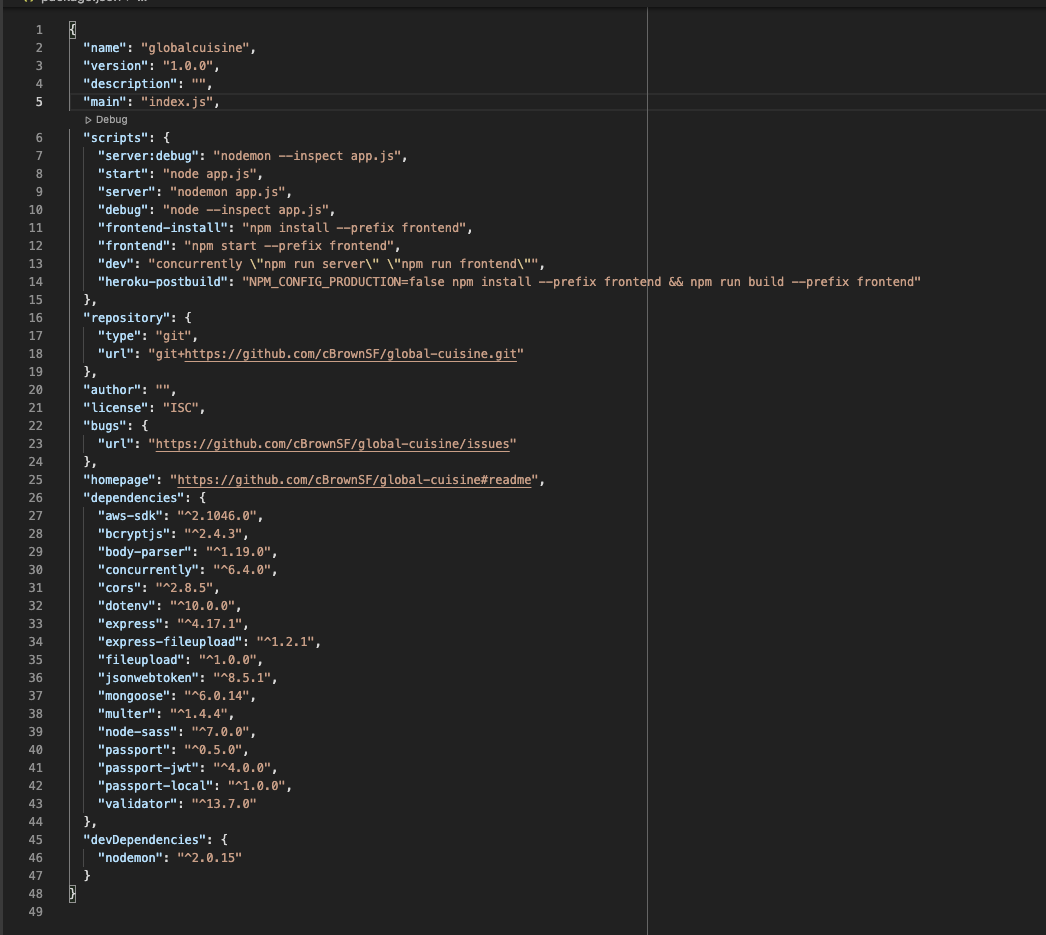 package.json > ...
1 {
2 "name": "globalcuisine",
3 "version": "1.0.0",
4 "description": "",
5 "main": "index.js",
Debug
6 "scripts": {
7 "server:debug": "nodemon --inspect app.js",
8 "start": "node app.js",
9 "server": "nodemon app.js",
10 "debug": "node --inspect app.js",
11 "frontend-install": "npm install --prefix frontend",
12 "frontend": "npm start --prefix frontend",
13 "dev": "concurrently \"npm run server\" \"npm run frontend\"",
14 "heroku-postbuild": "NPM_CONFIG_PRODUCTION=false npm install --prefix frontend && npm run build --prefix frontend"
15 },
16 "repository": {
17 "type": "git",
18 "url": "git+https://github.com/cBrownSF/global-cuisine.git"
19 },
20 "author": "",
21 "license": "ISC",
22 "bugs": {
23 "url": "https://github.com/cBrownSF/global-cuisine/issues"
24 },
25 "homepage": "https://github.com/cBrownSF/global-cuisine#readme",
26 "dependencies": {
27 "aws-sdk": "^2.1046.0",
28 "bcryptjs": "^2.4.3",
29 "body-parser": "^1.19.0",
30 "concurrently": "^6.4.0",
31 "cors": "^2.8.5",
32 "dotenv": "^10.0.0",
33 "express": "^4.17.1",
34 "express-fileupload": "^1.2.1",
35 "fileupload": "^1.0.0",
36 "jsonwebtoken": "^8.5.1",
37 "mongoose": "^6.0.14",
38 "multer": "^1.4.4",
39 "node-sass": "^7.0.0",
40 "passport": "^0.5.0",
41 "passport-jwt": "^4.0.0",
42 "passport-local": "^1.0.0",
43 "validator": "^13.7.0"
44 },
45 "devDependencies": {
46 "nodemon": "^2.0.15"
47 }
48 }
49